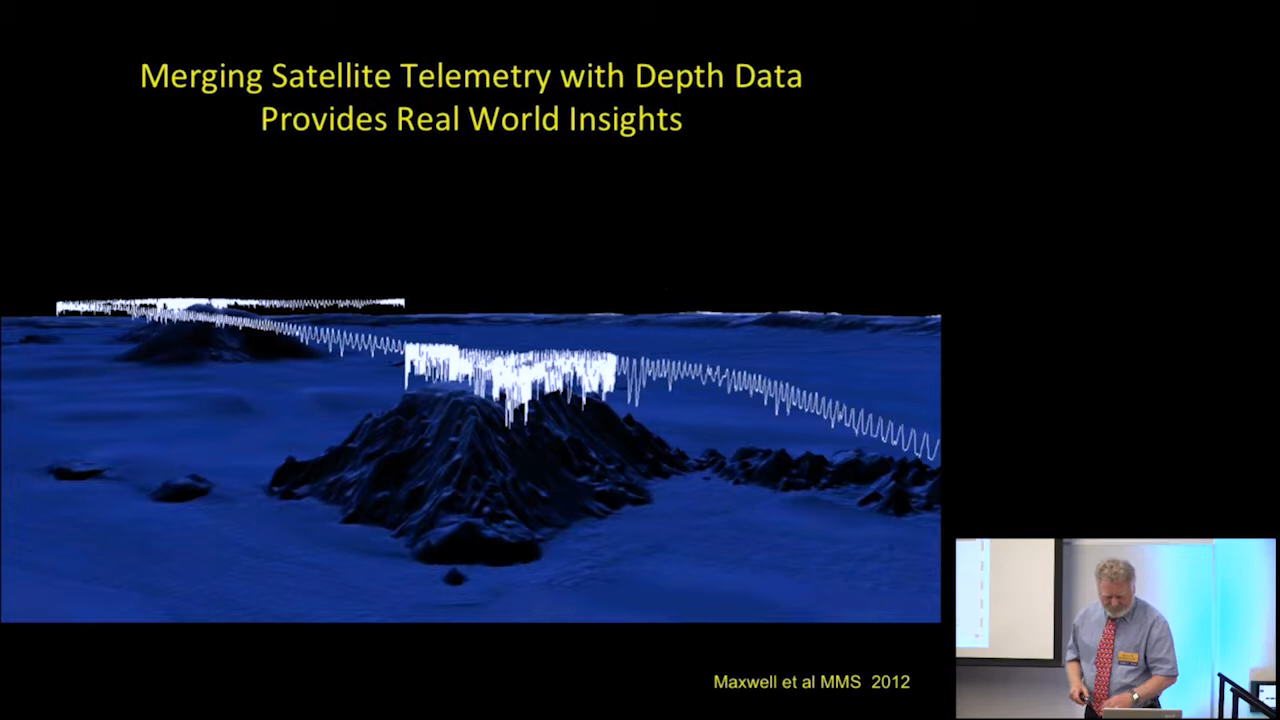 Merging Satellite Telemetry with Depth Data
Provides Real World Insights
Maxwell et al MMS  2012